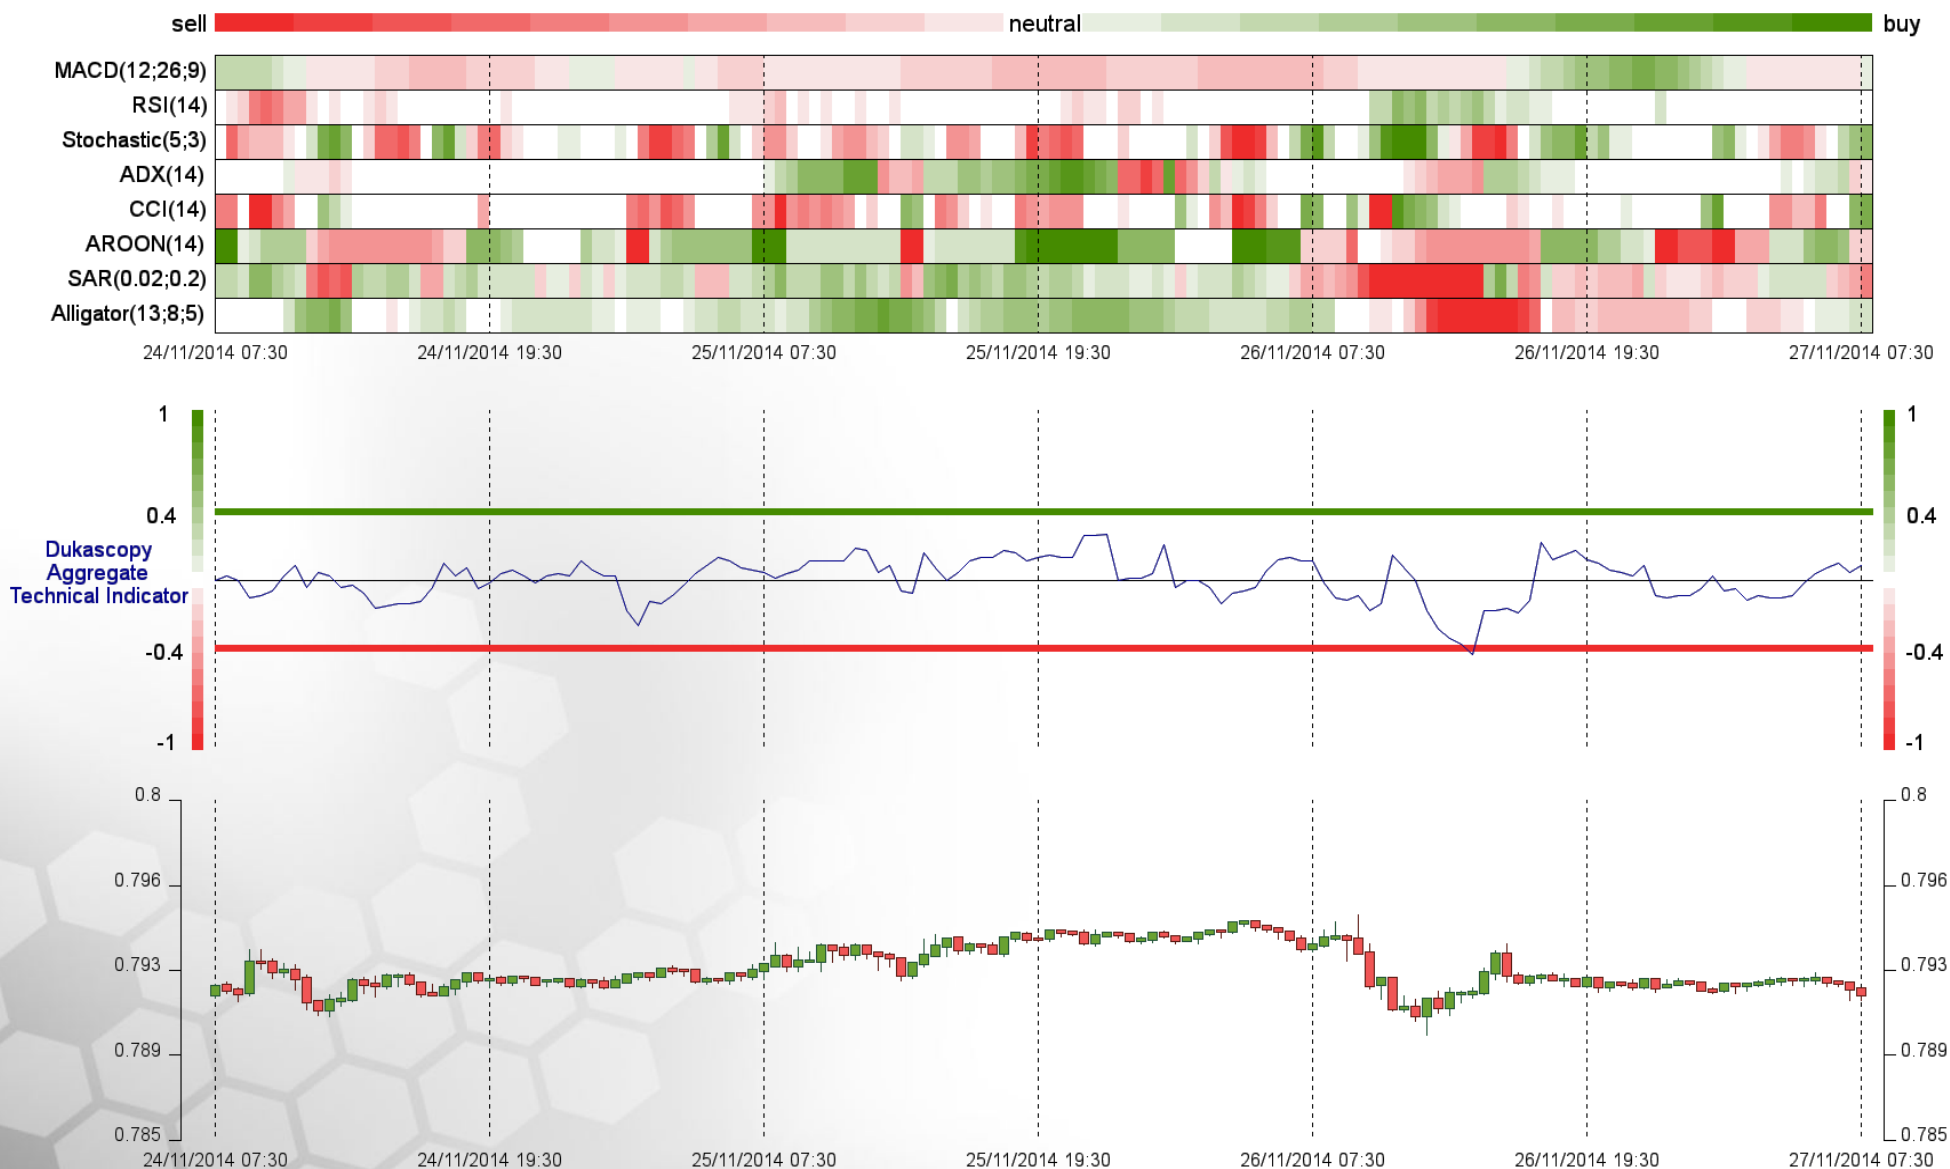 sell neutral buy
MACD(12;26;9)
RSI(14)
Stochastic(5;3)
ADX(14)
CCI(14)
AROON(14)
SAR(0.02;0.2)
Alligator(13;8;5)
24/11/2014 07:30 24/11/2014 19:30 25/11/2014 07:30 25/11/2014 19:30 26/11/2014 07:30 26/11/2014 19:30 27/11/2014 07:30
1 1
0.4 0.4
Dukascopy
Aggregate
Technical Indicator
-0.4 -0.4
-1 -1
0.8 0.8
0.796 0.796
0.793 0.793
0.789 0.789
0.785 0.785
24/11/2014 07:30 24/11/2014 19:30 25/11/2014 07:30 25/11/2014 19:30 26/11/2014 07:30 26/11/2014 19:30 27/11/2014 07:30